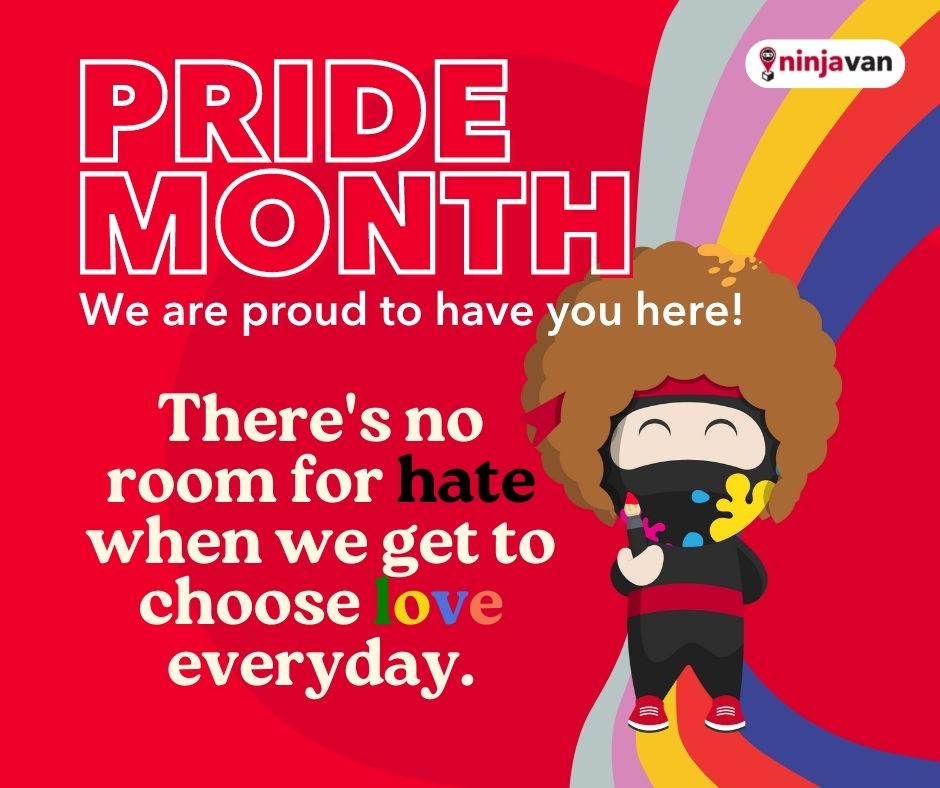 ninjavan
PRIDE
MONTH
We are proud to have you here!
There's no
room for hate
when we get to
choose love
everyday.